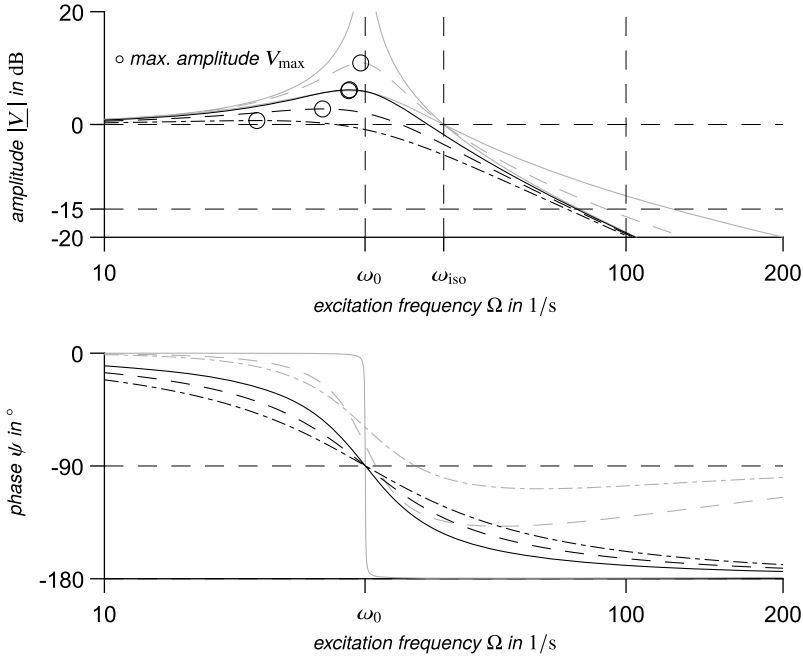 20
○ max. amplitude V_max
0
-15
-20
amplitude |V| in dB
10 ω₀ ω_iso 100 200
excitation frequency Ω in 1/s
0
-90
-180
phase ψ in °
10 ω₀ 100 200
excitation frequency Ω in 1/s